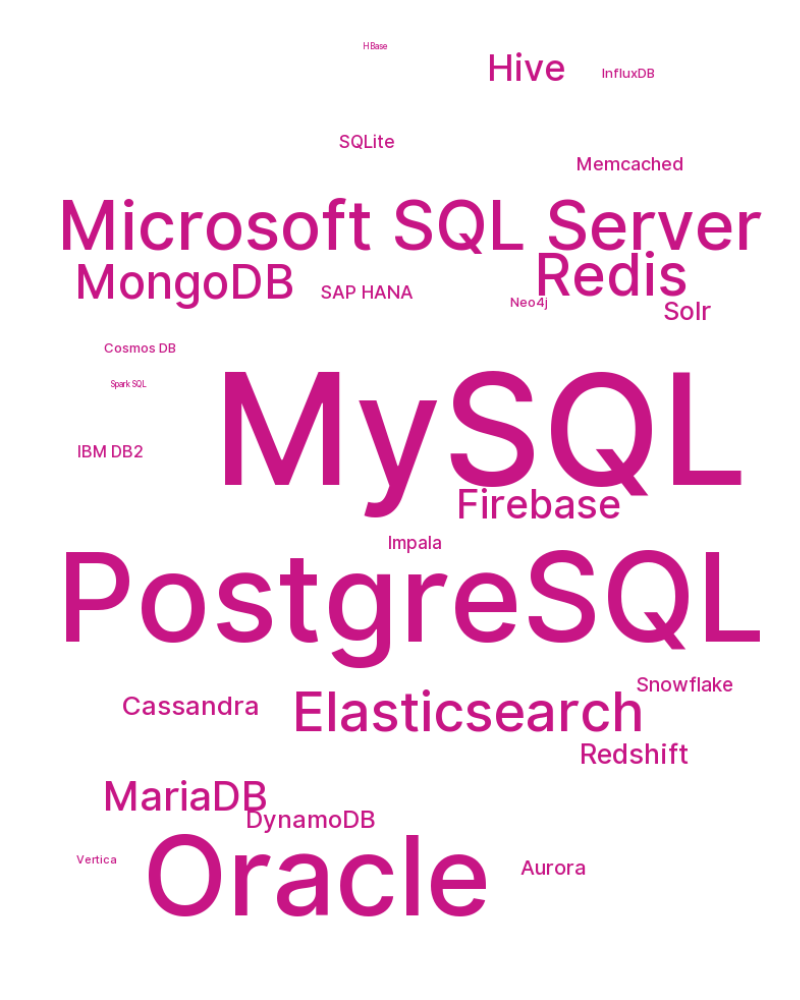 HBase
Hive
InfluxDB
SQLite
Memcached
Microsoft SQL Server
MongoDB
SAP HANA
Redis
Neo4j
Solr
Cosmos DB
Spark SQL
MySQL
IBM DB2
Firebase
Impala
PostgreSQL
Snowflake
Cassandra
Elasticsearch
Redshift
MariaDB
DynamoDB
Vertica
Oracle
Aurora